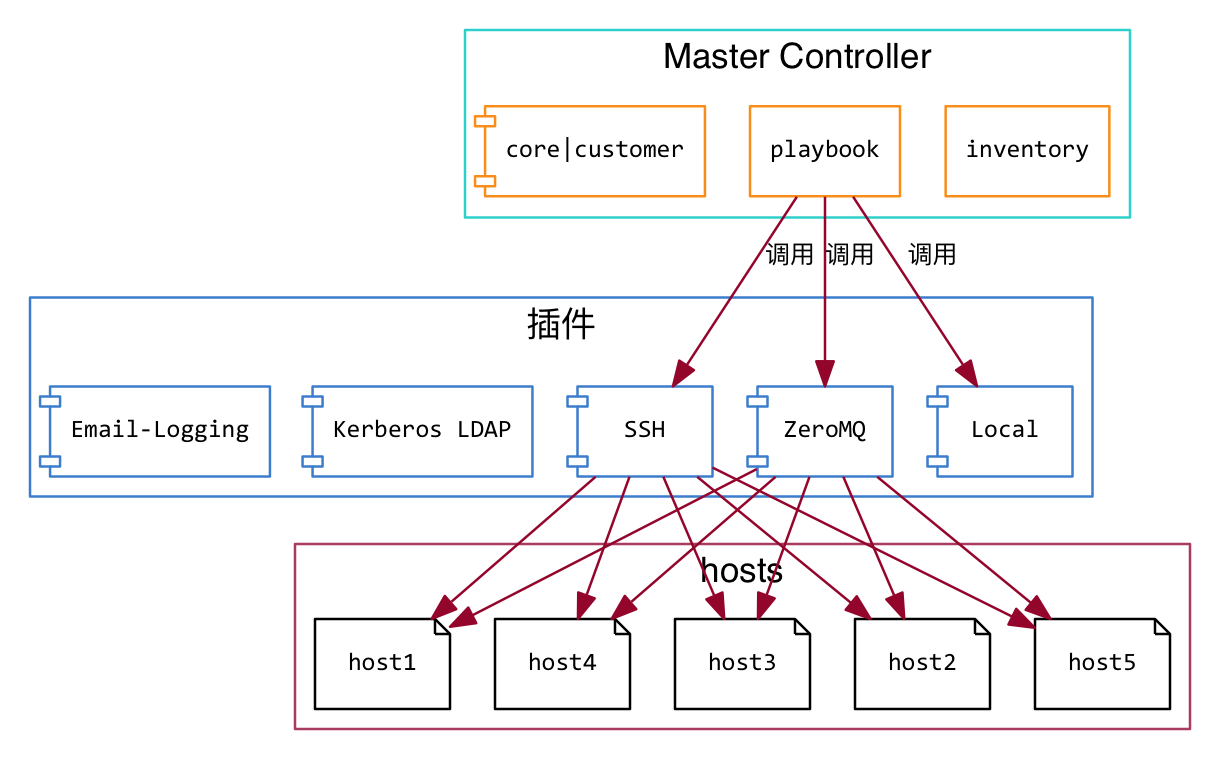 Master Controller
core|customer
playbook
inventory
调用
调用
调用
插件
Email-Logging
Kerberos LDAP
SSH
ZeroMQ
Local
hosts
host1
host4
host3
host2
host5